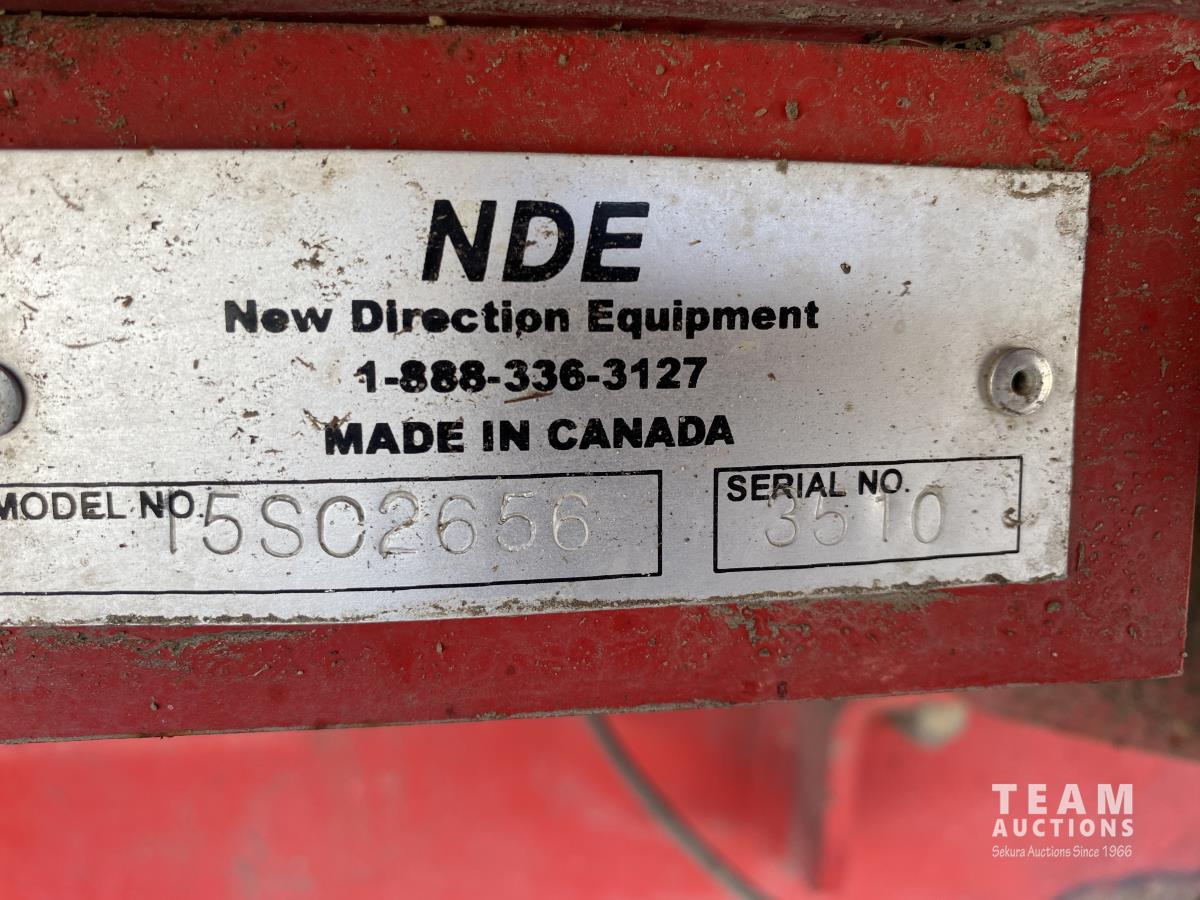 NDE
New Direction Equipment
1-888-336-3127
MADE IN CANADA
MODEL NO. 15SC2656
SERIAL NO. 3510
TEAM
AUCTIONS
Sekura Auctions Since 1966